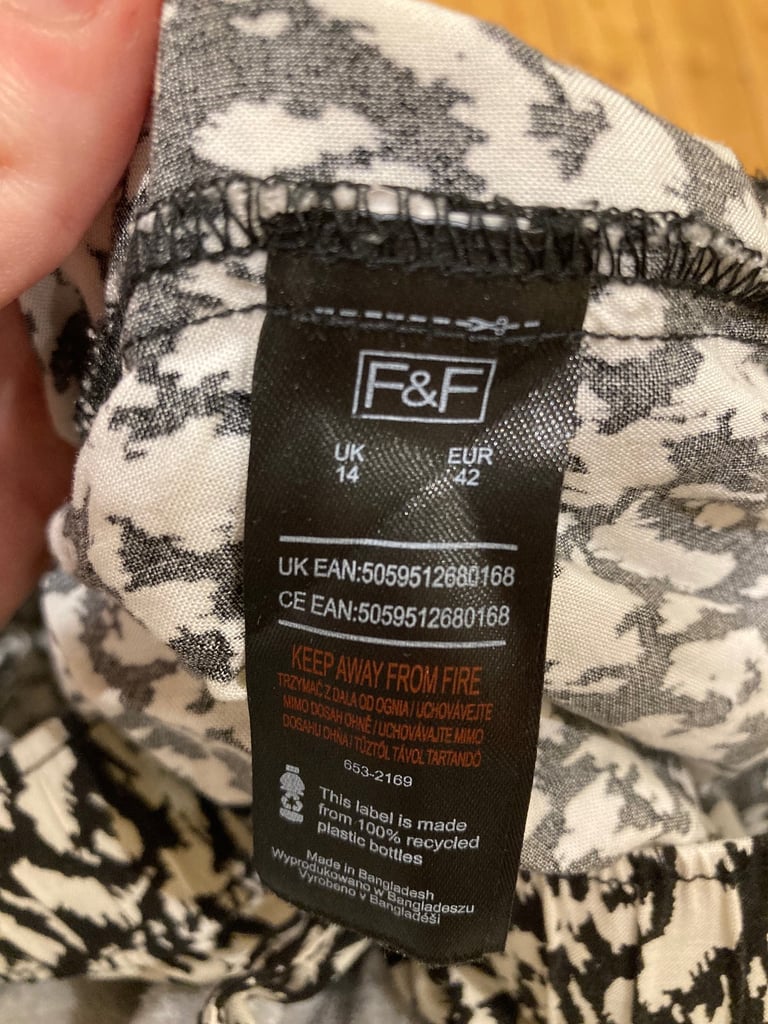 F&F
UK EUR
14 42
UK EAN:5059512680168
CE EAN:5059512680168
KEEP AWAY FROM FIRE
TRZYMAĆ Z DALA OD OGNIA / UCHOVÁVEJTE
MIMO DOSAH OHNĚ / UCHOVÁVAJTE MIMO
DOSAHU OHŇA / TŰZTŐL TÁVOL TARTANDÓ
653-2169
This label is made
from 100% recycled
plastic bottles
Made in Bangladesh
Wyprodukowano w Bangladeszu
Vyrobeno v Bangladéši